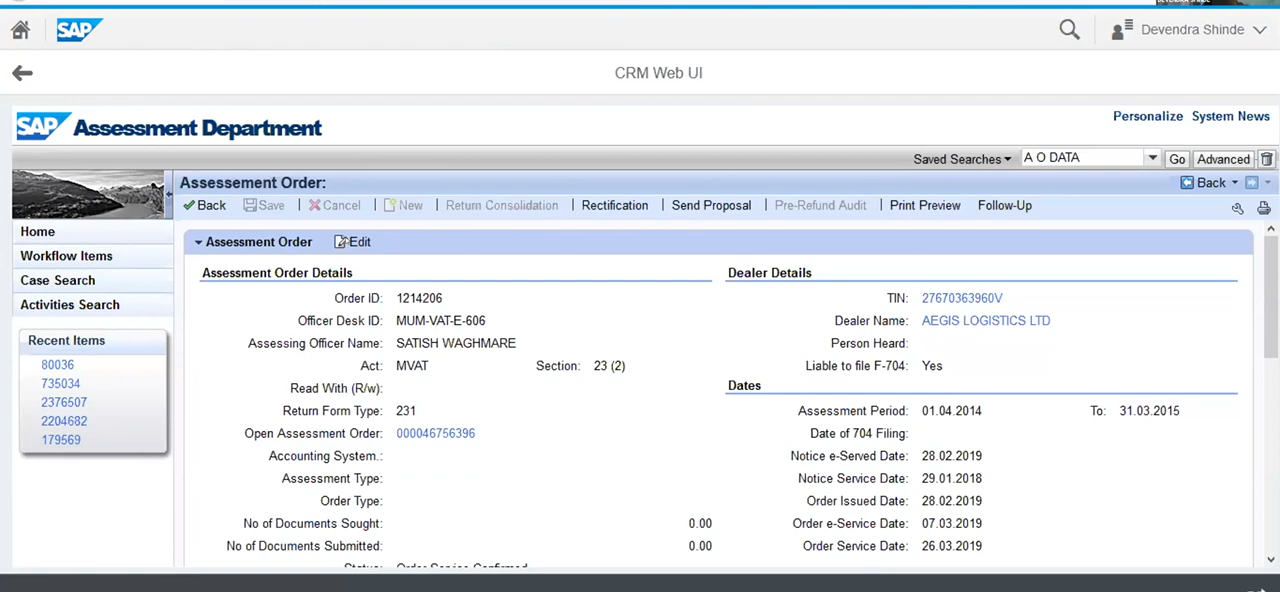 DEVENDRA SHINDE
SAP Devendra Shinde
CRM Web UI
SAP Assessment Department Personalize System News
Saved Searches A O DATA Go Advanced
Assessement Order: Back
Back Save Cancel New Return Consolidation Rectification Send Proposal Pre-Refund Audit Print Preview Follow-Up
Home
Workflow Items
Case Search
Activities Search
Recent Items
80036
735034
2376507
2204682
179569
Assessment Order Edit
Assessment Order Details
Order ID: 1214206
Officer Desk ID: MUM-VAT-E-606
Assessing Officer Name: SATISH WAGHMARE
Act: MVAT Section: 23 (2)
Read With (R/w):
Return Form Type: 231
Open Assessment Order: 000046756396
Accounting System.:
Assessment Type:
Order Type:
No of Documents Sought: 0.00
No of Documents Submitted: 0.00
Status: Order Service Confirmed
Dealer Details
TIN: 27670363960V
Dealer Name: AEGIS LOGISTICS LTD
Person Heard:
Liable to file F-704: Yes
Dates
Assessment Period: 01.04.2014 To: 31.03.2015
Date of 704 Filing:
Notice e-Served Date: 28.02.2019
Notice Service Date: 29.01.2018
Order Issued Date: 28.02.2019
Order e-Service Date: 07.03.2019
Order Service Date: 26.03.2019